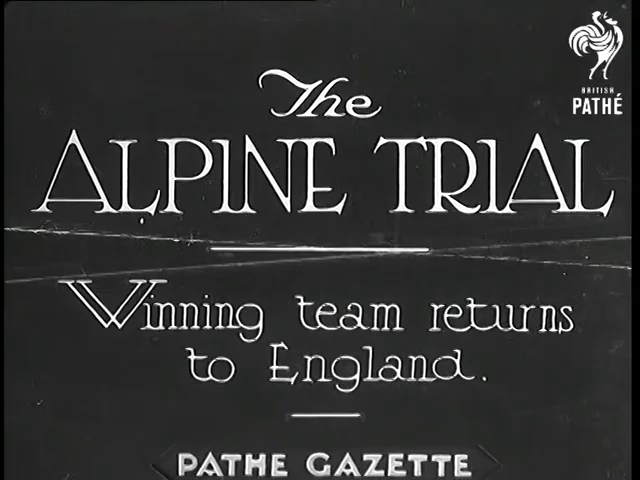 BRITISH
PATHÉ
The
ALPINE TRIAL
Winning team returns
to England.
PATHE GAZETTE